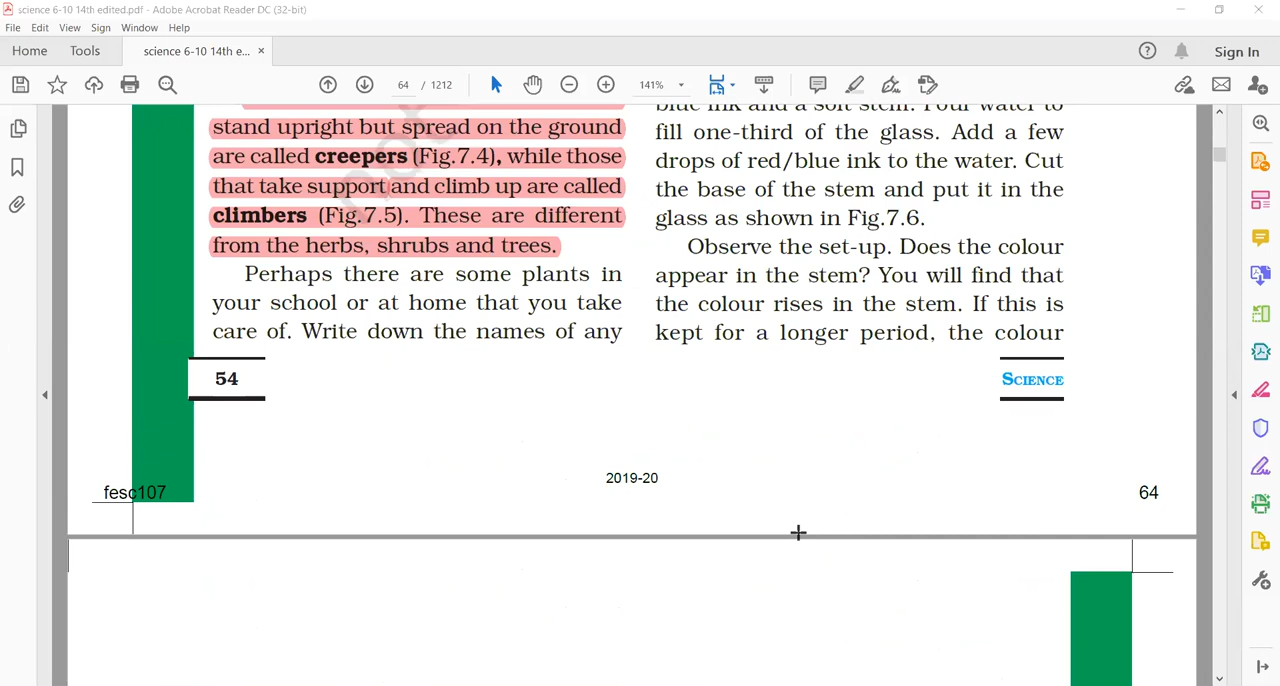 science 6-10 14th edited.pdf - Adobe Acrobat Reader DC (32-bit)
File Edit View Sign Window Help
Home Tools science 6-10 14th e... × Sign In
64 / 1212 141%
stand upright but spread on the ground
are called creepers (Fig.7.4), while those
that take support and climb up are called
climbers (Fig.7.5). These are different
from the herbs, shrubs and trees.
Perhaps there are some plants in
your school or at home that you take
care of. Write down the names of any
blue ink and a soft stem. Pour water to
fill one-third of the glass. Add a few
drops of red/blue ink to the water. Cut
the base of the stem and put it in the
glass as shown in Fig.7.6.
Observe the set-up. Does the colour
appear in the stem? You will find that
the colour rises in the stem. If this is
kept for a longer period, the colour
54
SCIENCE
2019-20
fesc107
64